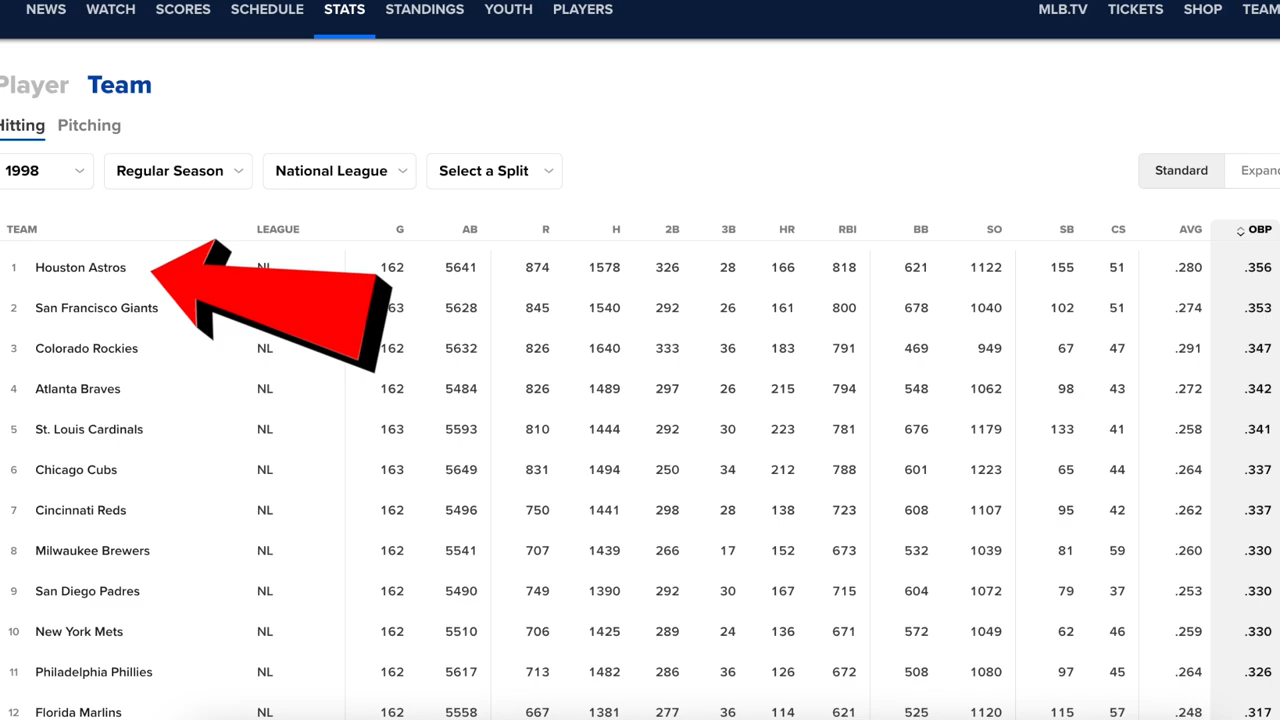 NEWS WATCH SCORES SCHEDULE STATS STANDINGS YOUTH PLAYERS MLB.TV TICKETS SHOP TEAM
Player Team
Hitting Pitching
1998 Regular Season National League Select a Split Standard Expand
TEAM LEAGUE G AB R H 2B 3B HR RBI BB SO SB CS AVG OBP
1 Houston Astros NL 162 5641 874 1578 326 28 166 818 621 1122 155 51 .280 .356
2 San Francisco Giants 63 5628 845 1540 292 26 161 800 678 1040 102 51 .274 .353
3 Colorado Rockies NL 162 5632 826 1640 333 36 183 791 469 949 67 47 .291 .347
4 Atlanta Braves NL 162 5484 826 1489 297 26 215 794 548 1062 98 43 .272 .342
5 St. Louis Cardinals NL 163 5593 810 1444 292 30 223 781 676 1179 133 41 .258 .341
6 Chicago Cubs NL 163 5649 831 1494 250 34 212 788 601 1223 65 44 .264 .337
7 Cincinnati Reds NL 162 5496 750 1441 298 28 138 723 608 1107 95 42 .262 .337
8 Milwaukee Brewers NL 162 5541 707 1439 266 17 152 673 532 1039 81 59 .260 .330
9 San Diego Padres NL 162 5490 749 1390 292 30 167 715 604 1072 79 37 .253 .330
10 New York Mets NL 162 5510 706 1425 289 24 136 671 572 1049 62 46 .259 .330
11 Philadelphia Phillies NL 162 5617 713 1482 286 36 126 672 508 1080 97 45 .264 .326
12 Florida Marlins NL 162 5558 667 1381 277 36 114 621 525 1120 115 57 .248 .317